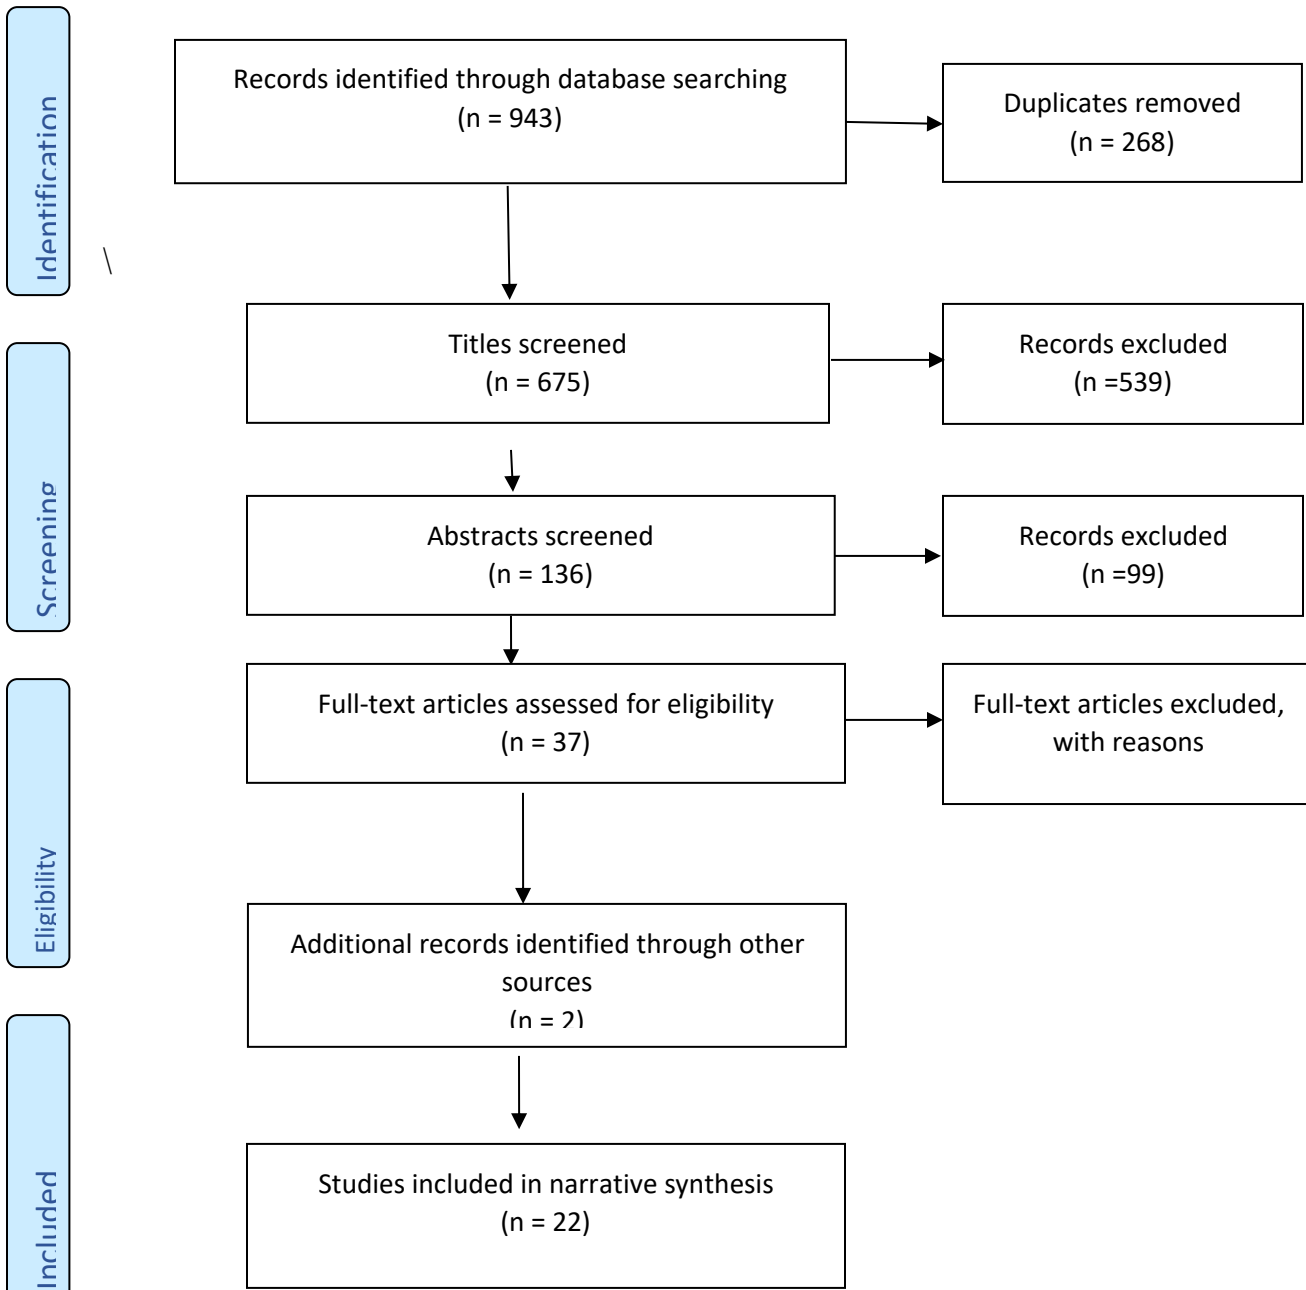 Identification
Records identified through database searching
(n = 943)
Duplicates removed
(n = 268)
\
Screening
Titles screened
(n = 675)
Records excluded
(n =539)
Abstracts screened
(n = 136)
Records excluded
(n =99)
Eligibility
Full-text articles assessed for eligibility
(n = 37)
Full-text articles excluded,
with reasons
Additional records identified through other
sources
(n = 2)
Included
Studies included in narrative synthesis
(n = 22)